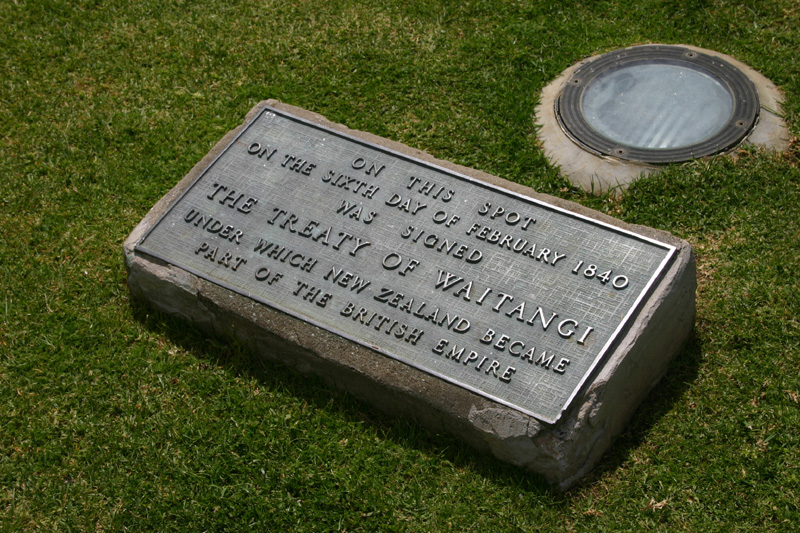 ON THIS SPOT
ON THE SIXTH DAY OF FEBRUARY 1840
WAS SIGNED
THE TREATY OF WAITANGI
UNDER WHICH NEW ZEALAND BECAME
PART OF THE BRITISH EMPIRE